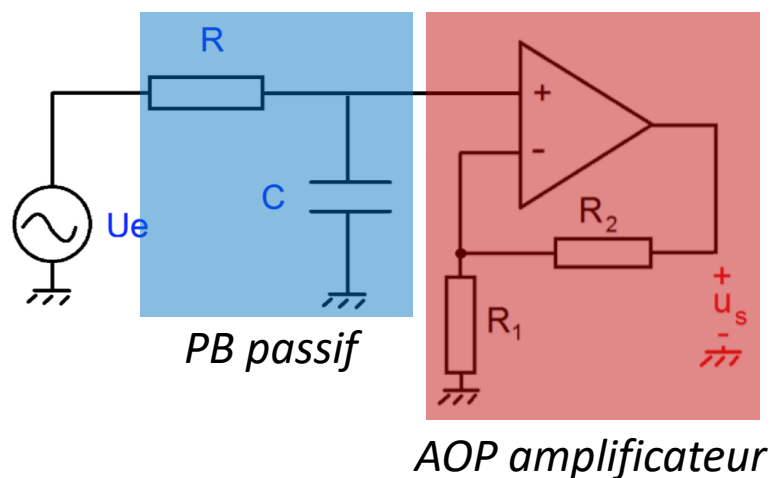 R
+
-
C
Ue
R2
+
us
-
R1
PB passif
AOP amplificateur